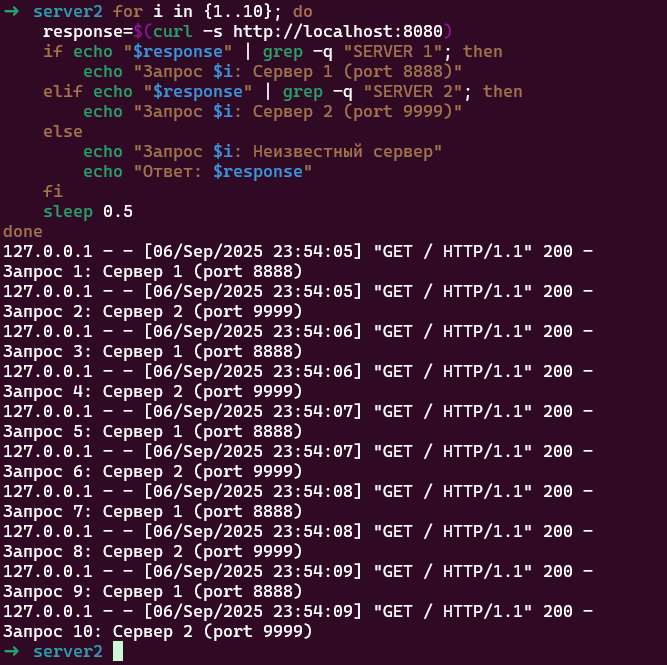 → server2 for i in {1..10}; do
    response=$(curl -s http://localhost:8080)
    if echo "$response" | grep -q "SERVER 1"; then
        echo "Запрос $i: Сервер 1 (port 8888)"
    elif echo "$response" | grep -q "SERVER 2"; then
        echo "Запрос $i: Сервер 2 (port 9999)"
    else
        echo "Запрос $i: Неизвестный сервер"
        echo "Ответ: $response"
    fi
    sleep 0.5
done
127.0.0.1 - - [06/Sep/2025 23:54:05] "GET / HTTP/1.1" 200 -
Запрос 1: Сервер 1 (port 8888)
127.0.0.1 - - [06/Sep/2025 23:54:05] "GET / HTTP/1.1" 200 -
Запрос 2: Сервер 2 (port 9999)
127.0.0.1 - - [06/Sep/2025 23:54:06] "GET / HTTP/1.1" 200 -
Запрос 3: Сервер 1 (port 8888)
127.0.0.1 - - [06/Sep/2025 23:54:06] "GET / HTTP/1.1" 200 -
Запрос 4: Сервер 2 (port 9999)
127.0.0.1 - - [06/Sep/2025 23:54:07] "GET / HTTP/1.1" 200 -
Запрос 5: Сервер 1 (port 8888)
127.0.0.1 - - [06/Sep/2025 23:54:07] "GET / HTTP/1.1" 200 -
Запрос 6: Сервер 2 (port 9999)
127.0.0.1 - - [06/Sep/2025 23:54:08] "GET / HTTP/1.1" 200 -
Запрос 7: Сервер 1 (port 8888)
127.0.0.1 - - [06/Sep/2025 23:54:08] "GET / HTTP/1.1" 200 -
Запрос 8: Сервер 2 (port 9999)
127.0.0.1 - - [06/Sep/2025 23:54:09] "GET / HTTP/1.1" 200 -
Запрос 9: Сервер 1 (port 8888)
127.0.0.1 - - [06/Sep/2025 23:54:09] "GET / HTTP/1.1" 200 -
Запрос 10: Сервер 2 (port 9999)
→ server2